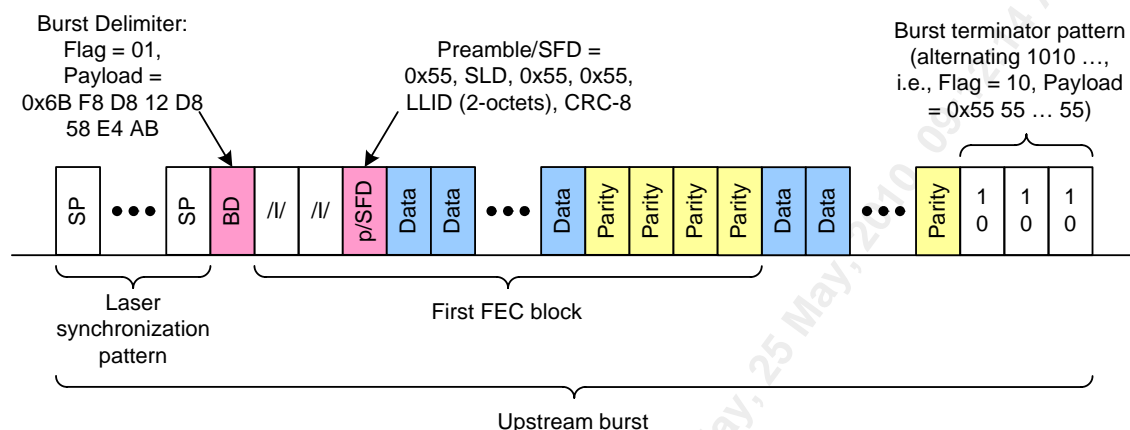 Burst Delimiter:
Flag = 01,
Payload =
0x6B F8 D8 12 D8
58 E4 AB
Preamble/SFD =
0x55, SLD, 0x55, 0x55,
LLID (2-octets), CRC-8
Burst terminator pattern
(alternating 1010 …,
i.e., Flag = 10, Payload
= 0x55 55 … 55)
SP
SP
BD
/I/
/I/
p/SFD
Data
Data
Data
Parity
Parity
Parity
Parity
Data
Data
Parity
1
0
1
0
1
0
Laser
synchronization
pattern
First FEC block
Upstream burst